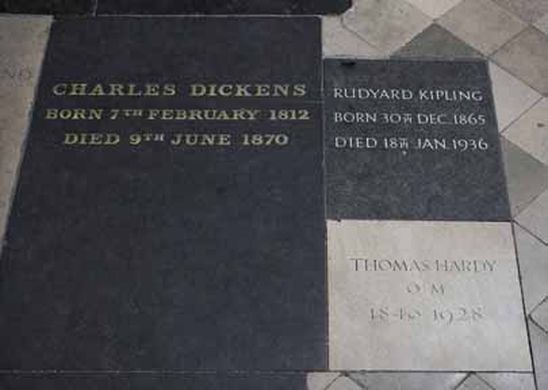 CHARLES DICKENS
BORN 7TH FEBRUARY 1812
DIED 9TH JUNE 1870
RUDYARD KIPLING
BORN 30TH DEC. 1865
DIED 18TH JAN. 1936
THOMAS HARDY
O M
1840 1928